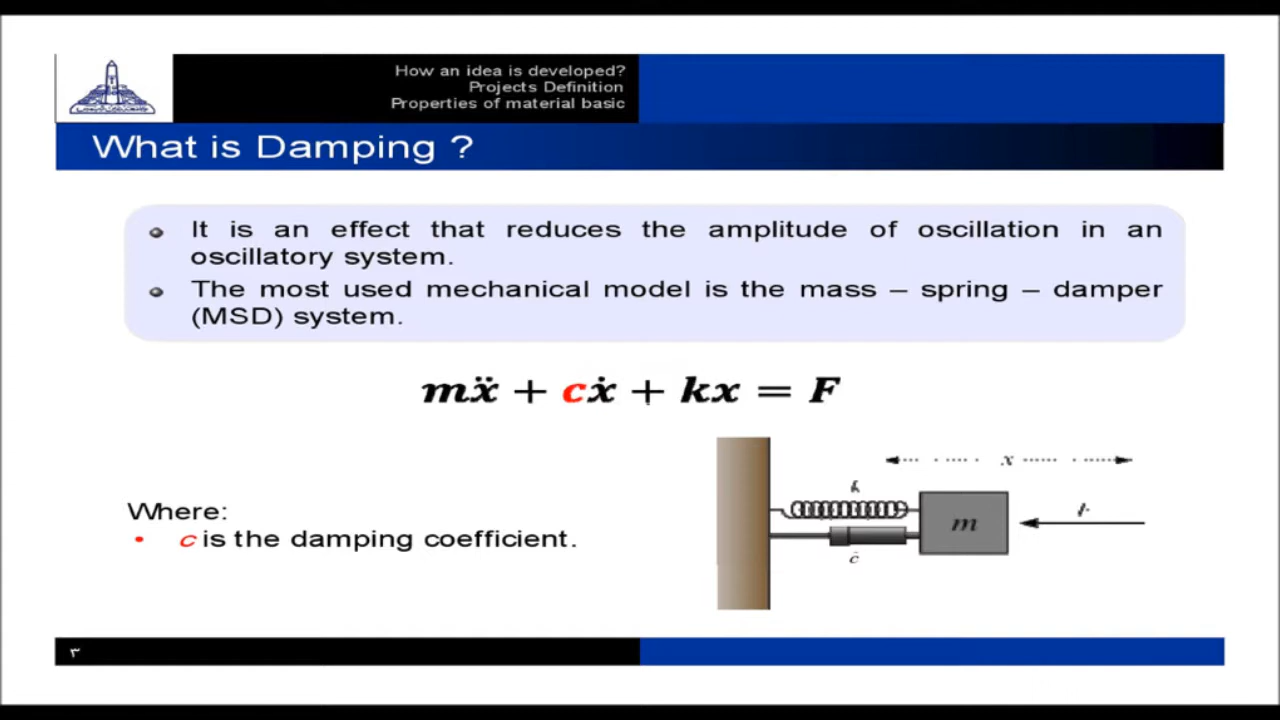 How an idea is developed?
Projects Definition
Properties of material basic
What is Damping ?
It is an effect that reduces the amplitude of oscillation in an
oscillatory system.
The most used mechanical model is the mass – spring – damper
(MSD) system.
mẍ + cẋ + kx = F
x
k
m
c
Where:
c is the damping coefficient.
٣